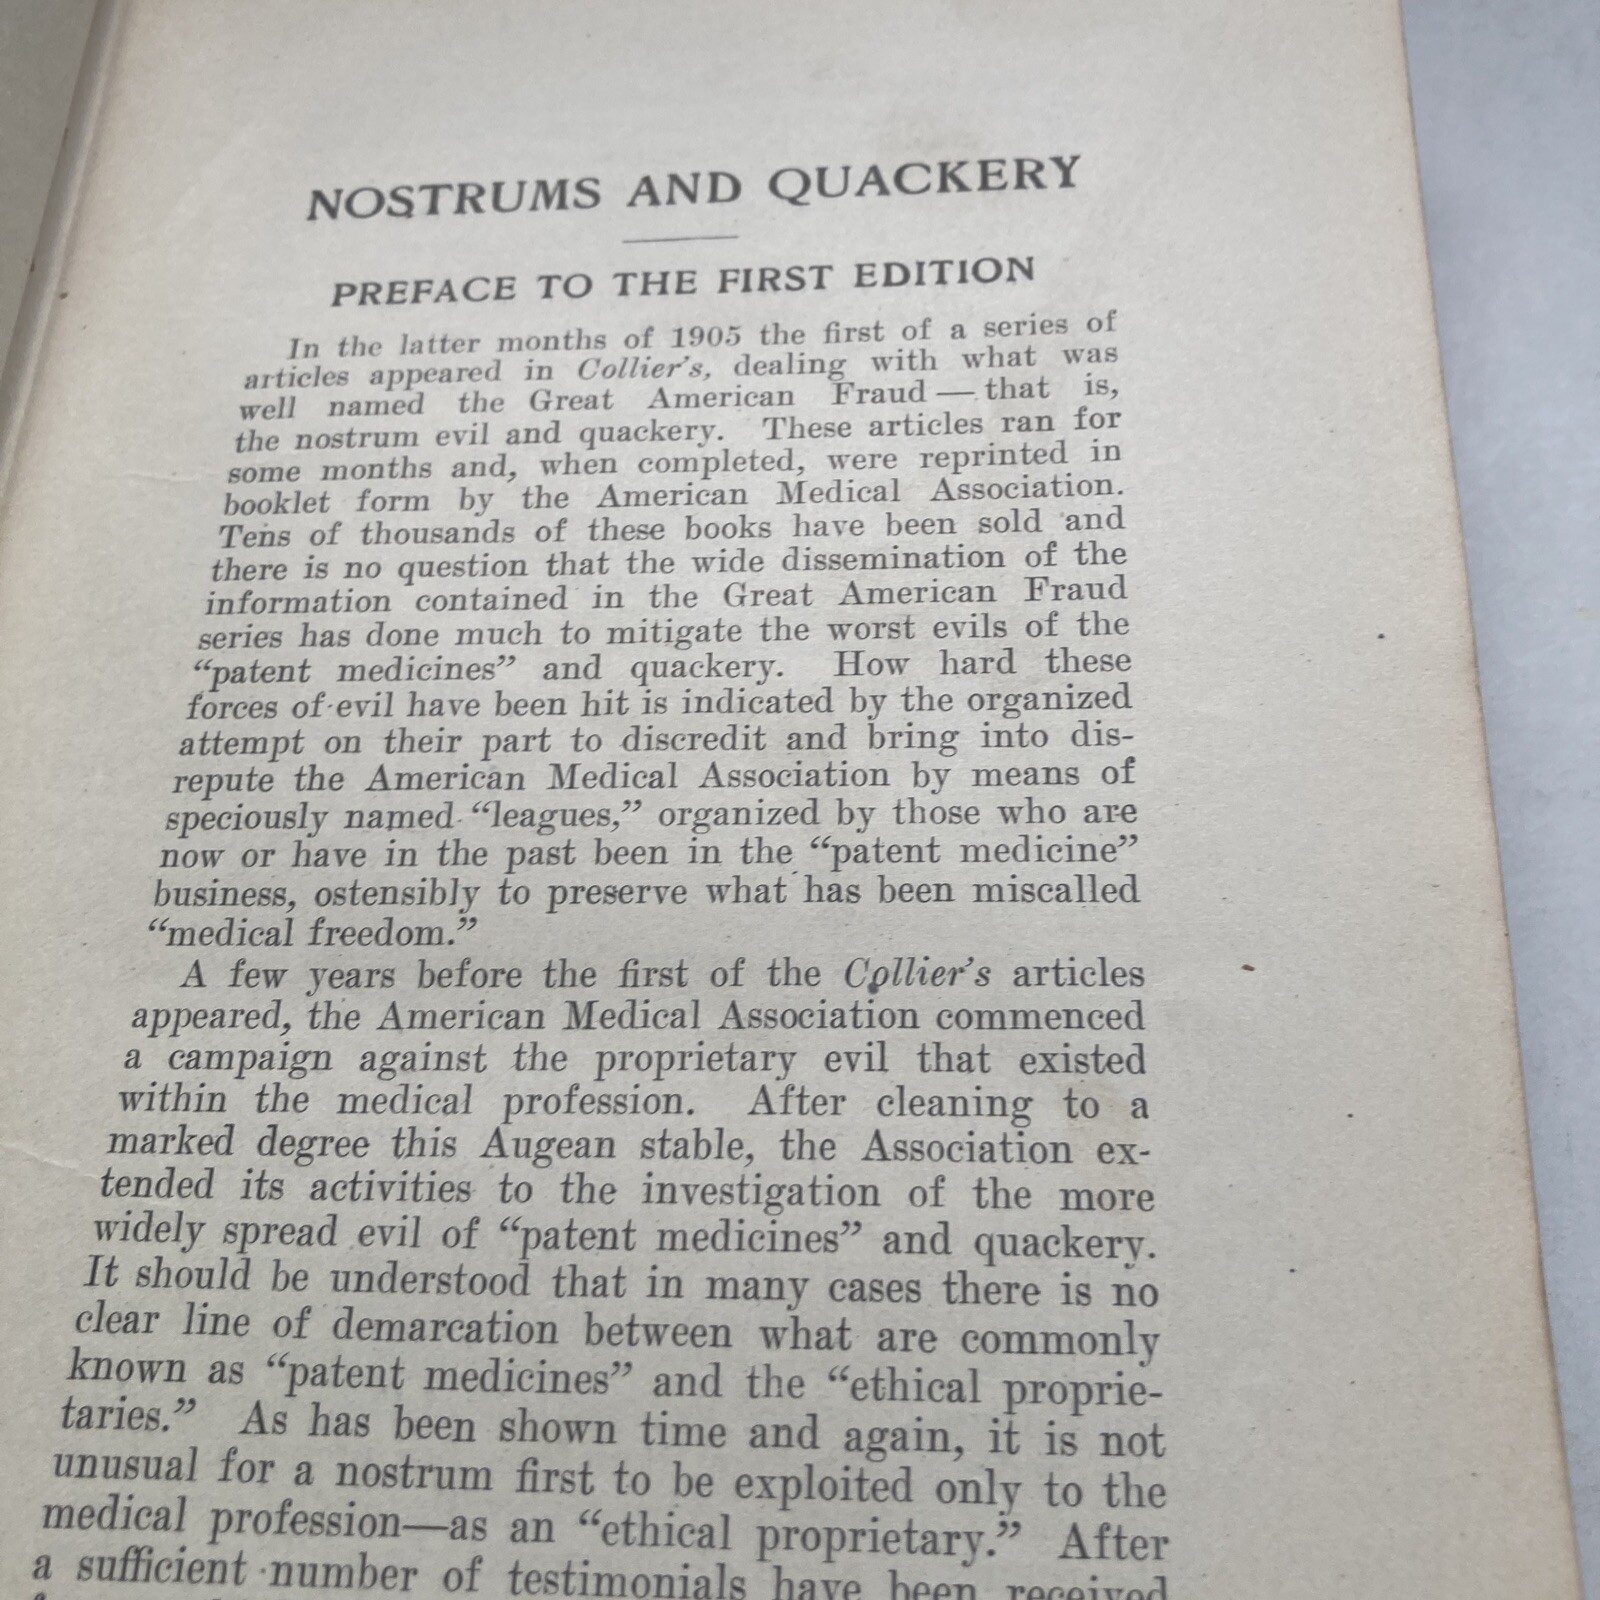 NOSTRUMS AND QUACKERY
PREFACE TO THE FIRST EDITION
In the latter months of 1905 the first of a series of
articles appeared in Collier's, dealing with what was
well named the Great American Fraud — that is,
the nostrum evil and quackery. These articles ran for
some months and, when completed, were reprinted in
booklet form by the American Medical Association.
Tens of thousands of these books have been sold and
there is no question that the wide dissemination of the
information contained in the Great American Fraud
series has done much to mitigate the worst evils of the
“patent medicines” and quackery. How hard these
forces of evil have been hit is indicated by the organized
attempt on their part to discredit and bring into dis-
repute the American Medical Association by means of
speciously named “leagues,” organized by those who are
now or have in the past been in the “patent medicine”
business, ostensibly to preserve what has been miscalled
“medical freedom.”
A few years before the first of the Collier's articles
appeared, the American Medical Association commenced
a campaign against the proprietary evil that existed
within the medical profession. After cleaning to a
marked degree this Augean stable, the Association ex-
tended its activities to the investigation of the more
widely spread evil of “patent medicines” and quackery.
It should be understood that in many cases there is no
clear line of demarcation between what are commonly
known as “patent medicines” and the “ethical proprie-
taries.” As has been shown time and again, it is not
unusual for a nostrum first to be exploited only to the
medical profession—as an “ethical proprietary.” After
a sufficient number of testimonials have been received